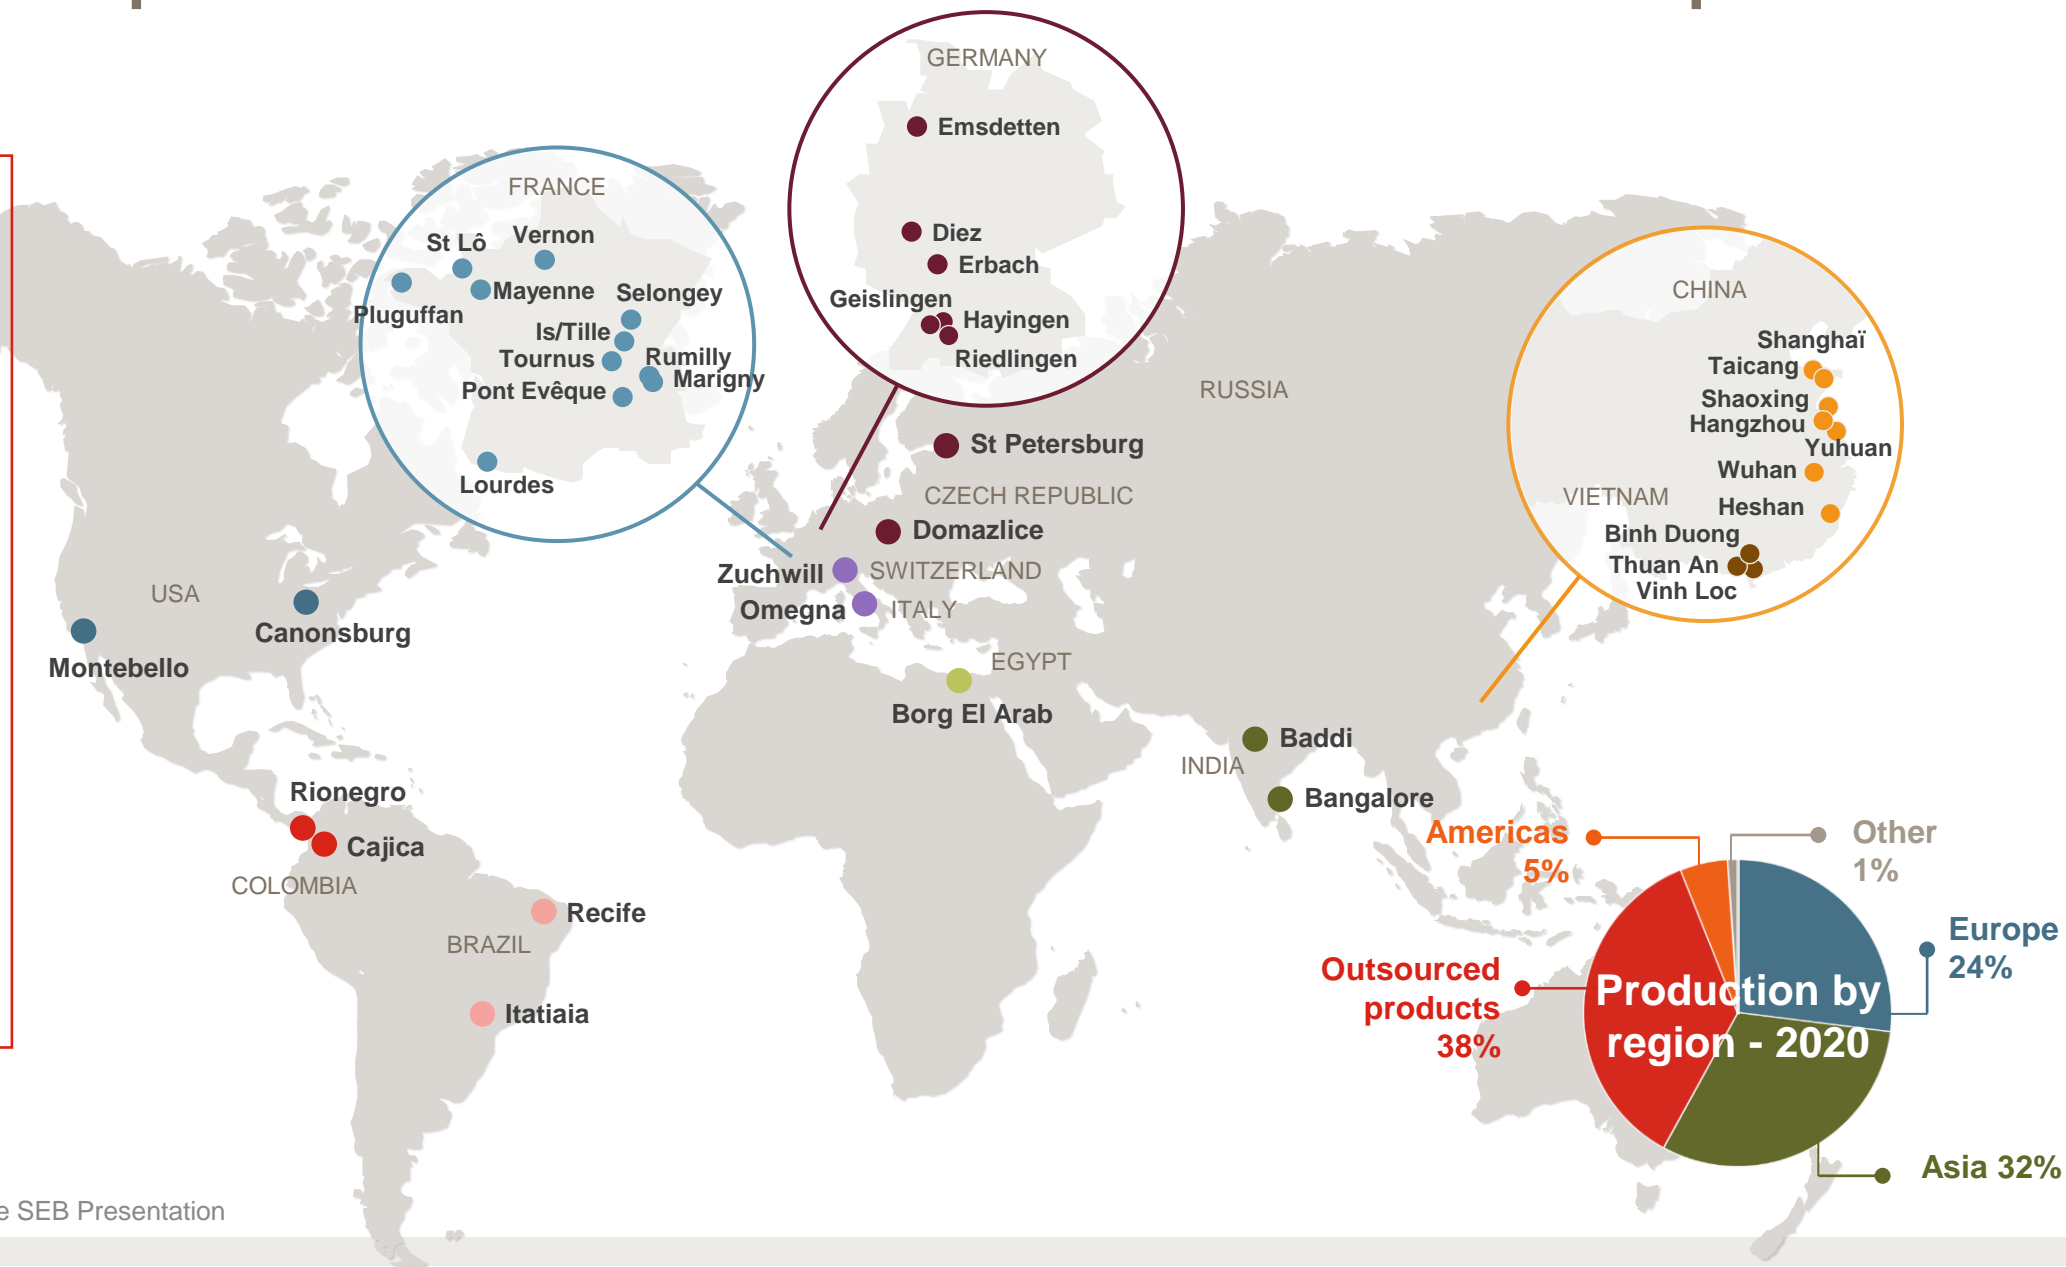 GERMANY
Emsdetten
Diez
Erbach
Geislingen
Hayingen
Riedlingen
FRANCE
St Lô
Vernon
Pluguffan
Mayenne
Selongey
Is/Tille
Tournus
Rumilly
Marigny
Pont Evêque
Lourdes
RUSSIA
St Petersburg
CZECH REPUBLIC
Domazlice
Zuchwill
SWITZERLAND
Omegna
ITALY
CHINA
Shanghaï
Taicang
Shaoxing
Hangzhou
Yuhuan
Wuhan
Heshan
VIETNAM
Binh Duong
Thuan An
Vinh Loc
USA
Canonsburg
Montebello
EGYPT
Borg El Arab
Baddi
INDIA
Bangalore
Rionegro
Cajica
COLOMBIA
Recife
BRAZIL
Itatiaia
Americas
5%
Other
1%
Europe
24%
Outsourced
products
38%
Production by
region - 2020
Asia 32%
e SEB Presentation